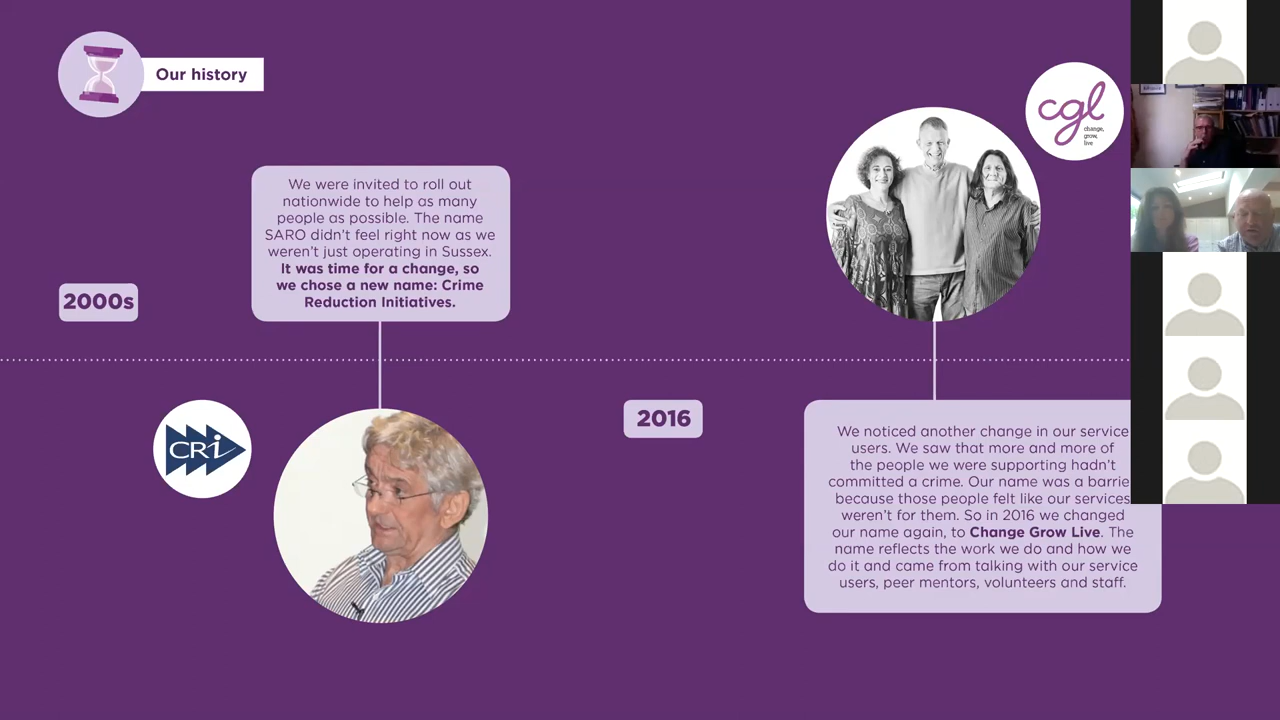 Our history
cgl
change,
grow,
live
We were invited to roll out
nationwide to help as many
people as possible. The name
SARO didn't feel right now as we
weren't just operating in Sussex.
It was time for a change, so
we chose a new name: Crime
Reduction Initiatives.
2000s
CRi
2016
We noticed another change in our service
users. We saw that more and more of
the people we were supporting hadn't
committed a crime. Our name was a barrie
because those people felt like our services
weren't for them. So in 2016 we changed
our name again, to Change Grow Live. The
name reflects the work we do and how we
do it and came from talking with our service
users, peer mentors, volunteers and staff.